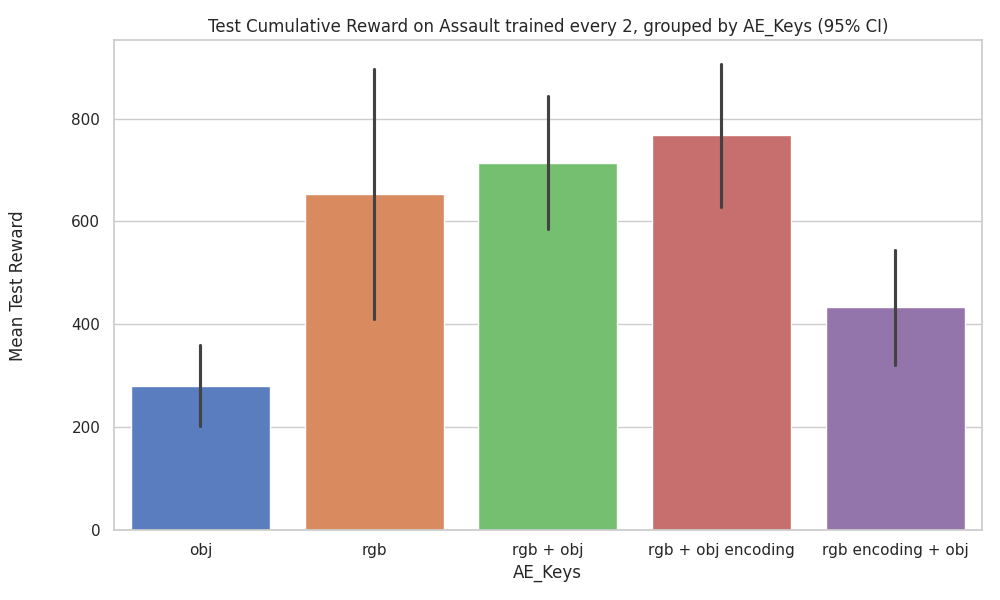 Test Cumulative Reward on Assault trained every 2, grouped by AE_Keys (95% CI)
Mean Test Reward
800
600
400
200
0
obj
rgb
rgb + obj
rgb + obj encoding
rgb encoding + obj
AE_Keys